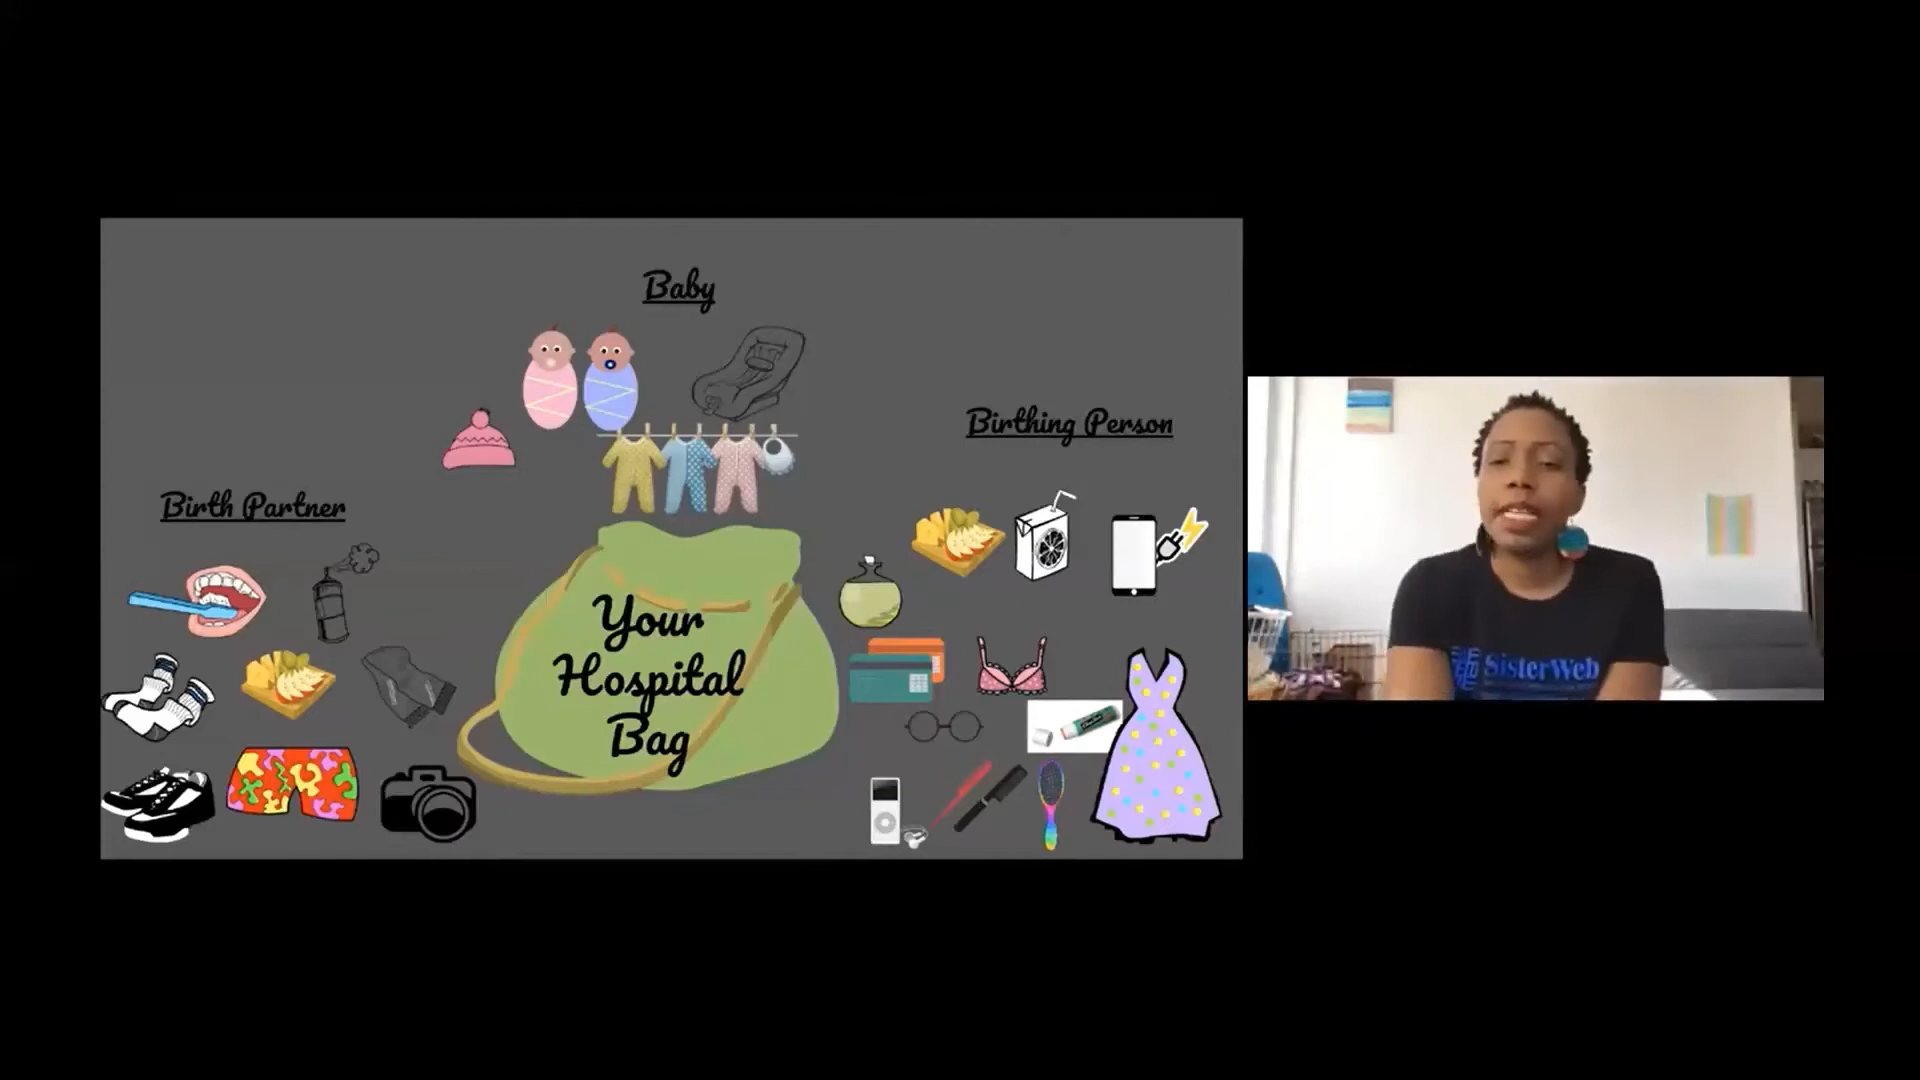 Baby
Birthing Person
Birth Partner
Your
Hospital
Bag
SisterWeb